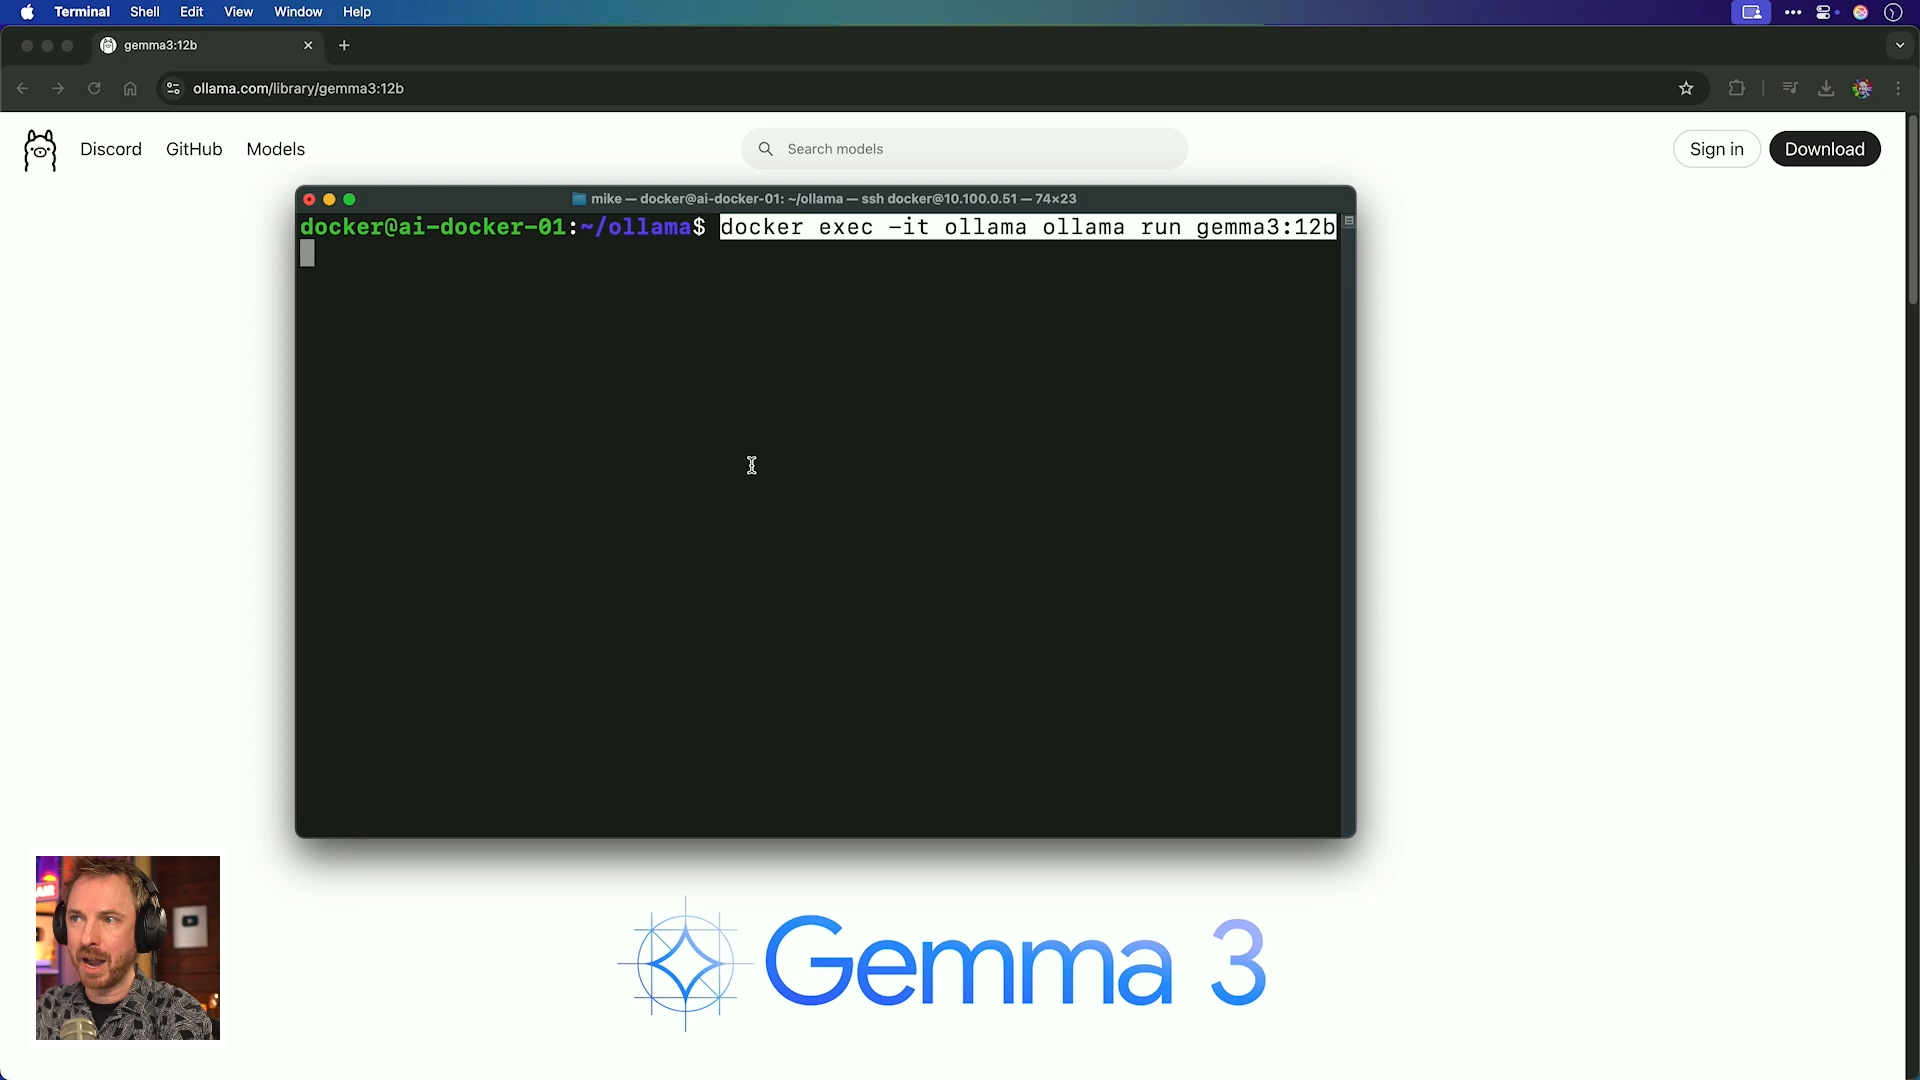 Terminal Shell Edit View Window Help
gemma3:12b
ollama.com/library/gemma3:12b
Discord GitHub Models
Search models
Sign in
Download
mike — docker@ai-docker-01: ~/ollama — ssh docker@10.100.0.51 — 74×23
docker@ai-docker-01:~/ollama$ docker exec -it ollama ollama run gemma3:12b
Gemma 3